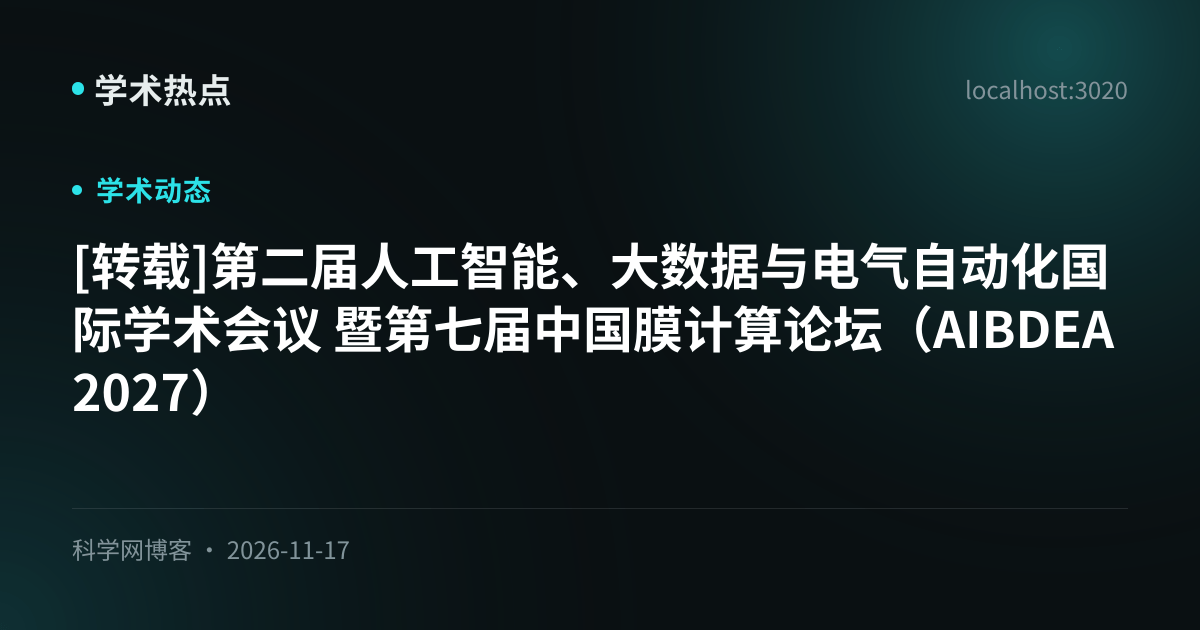 学术热点
localhost:3020
学术动态
[转载]第二届人工智能、大数据与电气自动化国
际学术会议 暨第七届中国膜计算论坛（AIBDEA
2027）
科学网博客 · 2026-11-17